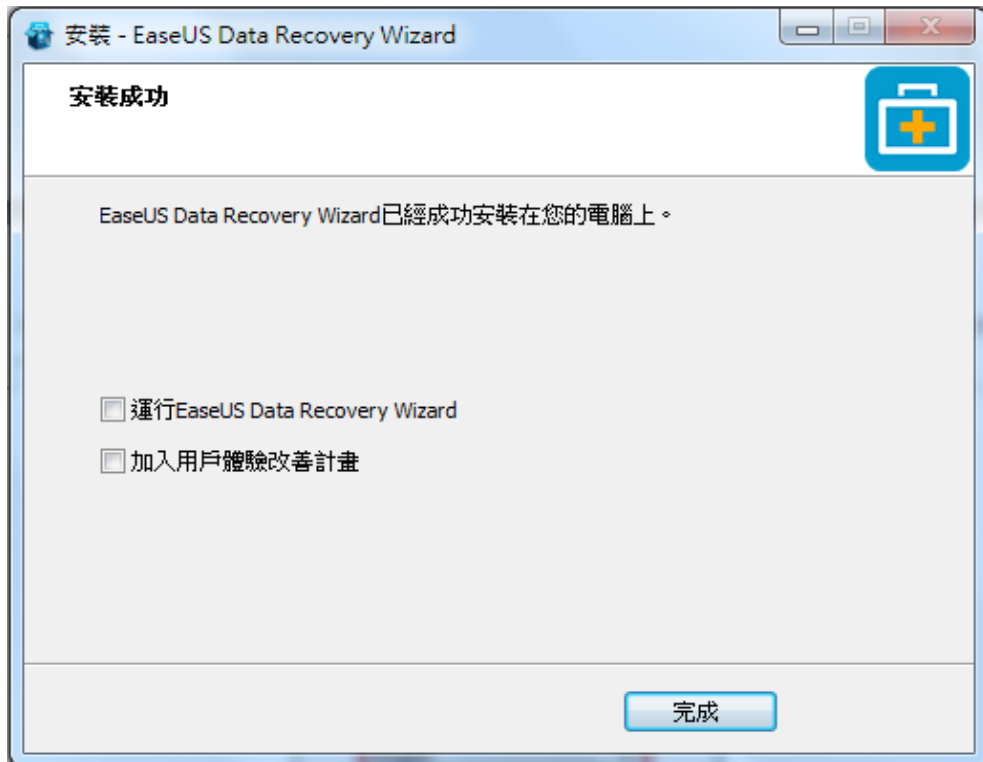 安裝 - EaseUS Data Recovery Wizard
安裝成功
EaseUS Data Recovery Wizard已經成功安裝在您的電腦上。
運行EaseUS Data Recovery Wizard
加入用戶體驗改善計畫
完成